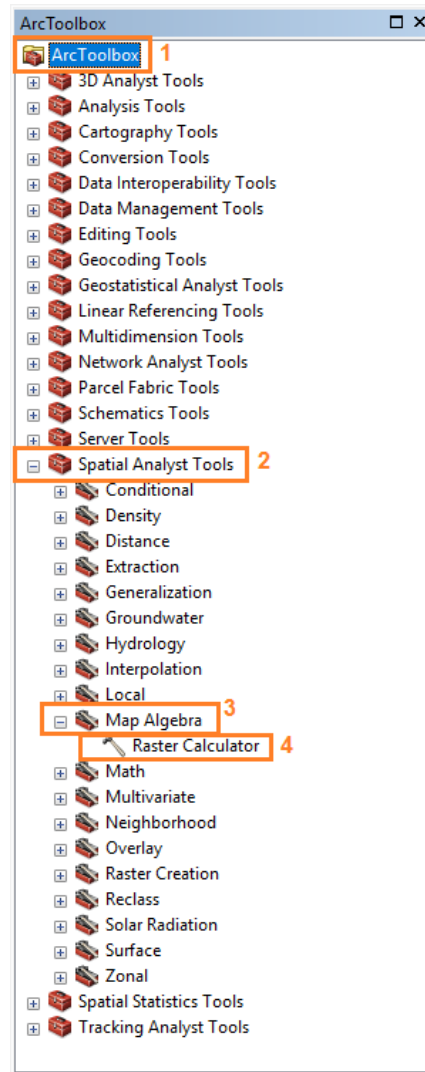 ArcToolbox
ArcToolbox 1
3D Analyst Tools
Analysis Tools
Cartography Tools
Conversion Tools
Data Interoperability Tools
Data Management Tools
Editing Tools
Geocoding Tools
Geostatistical Analyst Tools
Linear Referencing Tools
Multidimension Tools
Network Analyst Tools
Parcel Fabric Tools
Schematics Tools
Server Tools
Spatial Analyst Tools 2
Conditional
Density
Distance
Extraction
Generalization
Groundwater
Hydrology
Interpolation
Local
Map Algebra 3
Raster Calculator 4
Math
Multivariate
Neighborhood
Overlay
Raster Creation
Reclass
Solar Radiation
Surface
Zonal
Spatial Statistics Tools
Tracking Analyst Tools